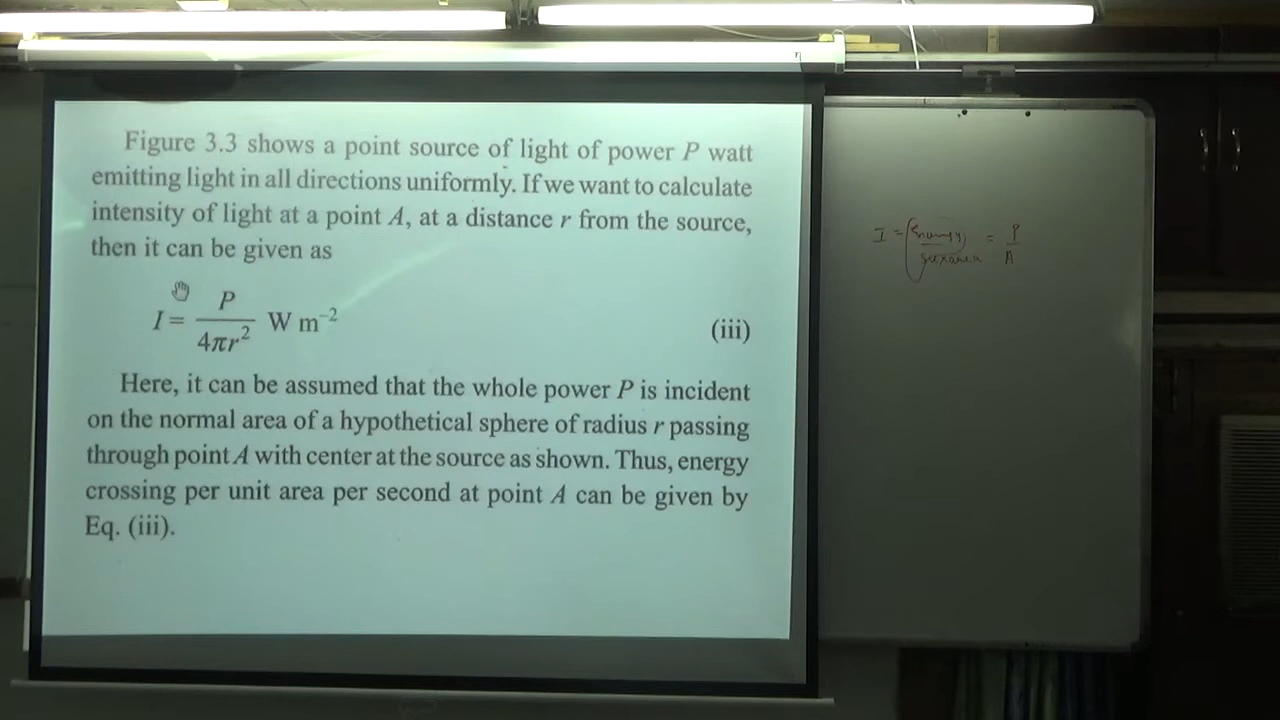 Figure 3.3 shows a point source of light of power P watt
emitting light in all directions uniformly. If we want to calculate
intensity of light at a point A, at a distance r from the source,
then it can be given as
I = P / 4πr² W m⁻² (iii)
Here, it can be assumed that the whole power P is incident
on the normal area of a hypothetical sphere of radius r passing
through point A with center at the source as shown. Thus, energy
crossing per unit area per second at point A can be given by
Eq. (iii).
I = Energy / sec×area = P / A